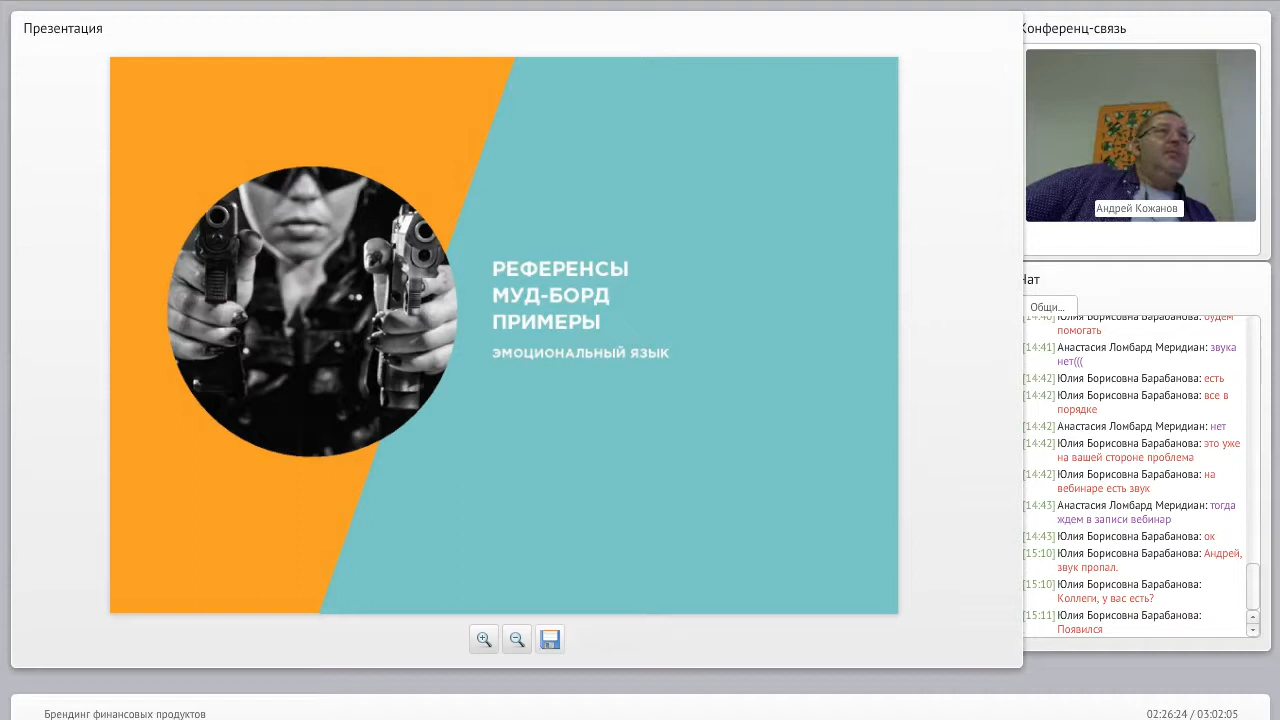 Презентация
РЕФЕРЕНСЫ
МУД-БОРД
ПРИМЕРЫ
ЭМОЦИОНАЛЬНЫЙ ЯЗЫК
Конференц-связь
Андрей Кожанов
Чат
Общи...
[14:40] Юлия Борисовна Барабанова: будем
помогать
[14:41] Анастасия Ломбард Меридиан: звука
нет(((
[14:42] Юлия Борисовна Барабанова: есть
[14:42] Юлия Борисовна Барабанова: все в
порядке
[14:42] Анастасия Ломбард Меридиан: нет
[14:42] Юлия Борисовна Барабанова: это уже
на вашей стороне проблема
[14:42] Юлия Борисовна Барабанова: на
вебинаре есть звук
[14:43] Анастасия Ломбард Меридиан: тогда
ждем в записи вебинар
[14:43] Юлия Борисовна Барабанова: ок
[15:10] Юлия Борисовна Барабанова: Андрей,
звук пропал.
[15:10] Юлия Борисовна Барабанова:
Коллеги, у вас есть?
[15:11] Юлия Борисовна Барабанова:
Появился
Брендинг финансовых продуктов
02:26:24 / 03:02:05